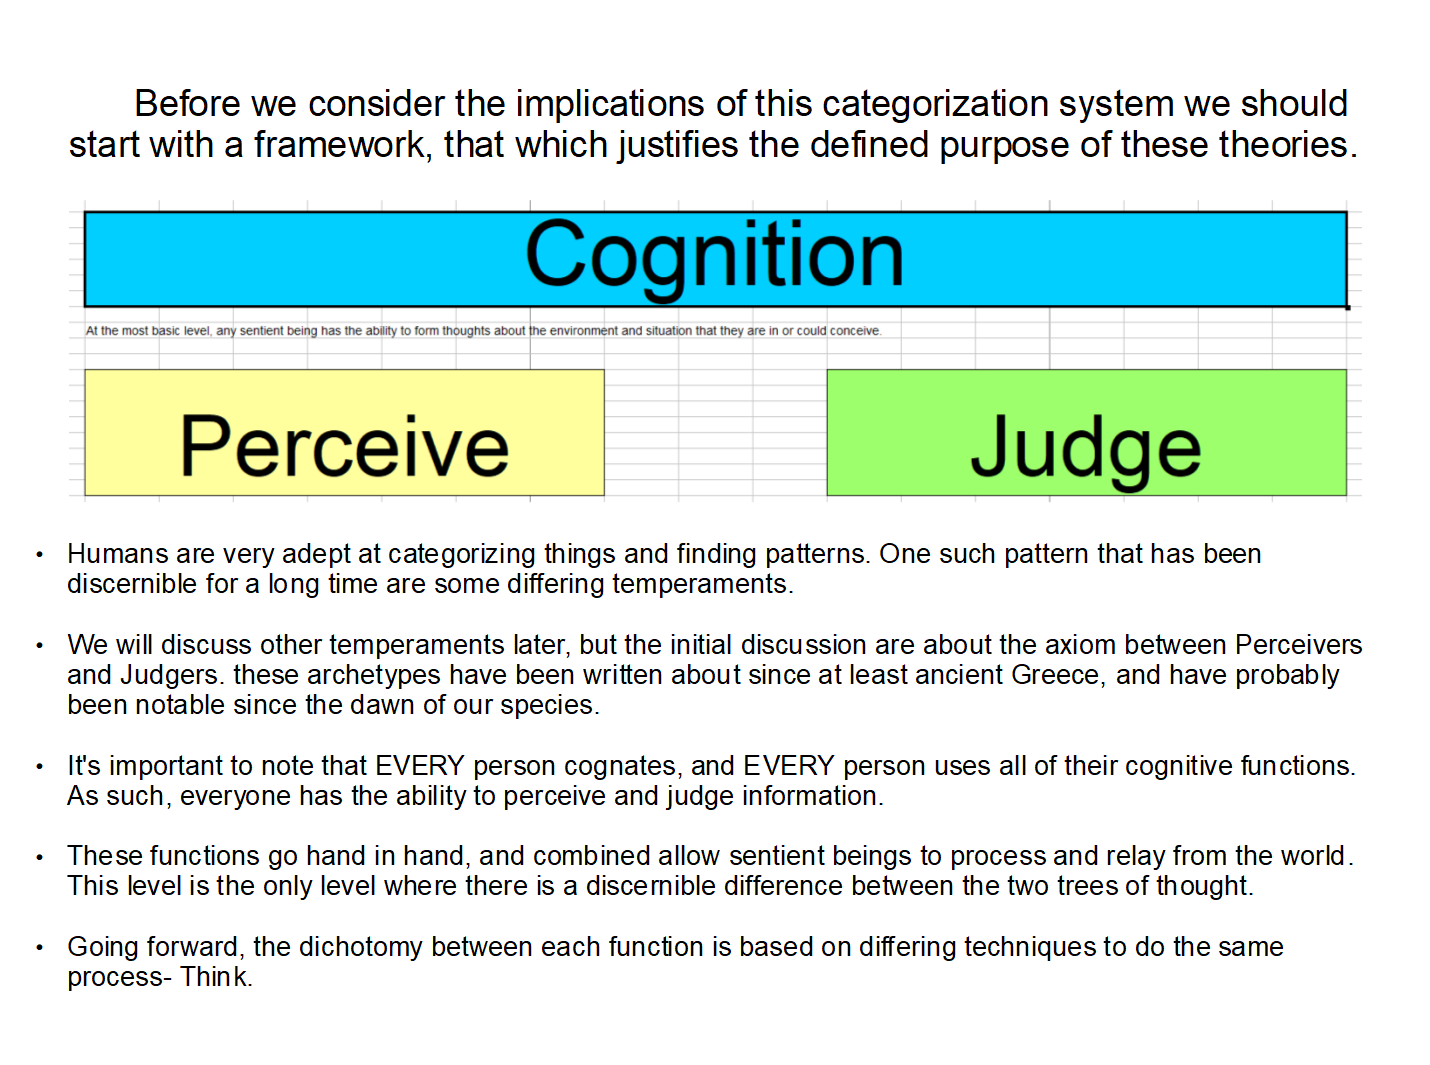 Before we consider the implications of this categorization system we should
start with a framework, that which justifies the defined purpose of these theories.
Cognition
At the most basic level, any sentient being has the ability to form thoughts about the environment and situation that they are in or could conceive.
Perceive
Judge
• Humans are very adept at categorizing things and finding patterns. One such pattern that has been
discernible for a long time are some differing temperaments.
• We will discuss other temperaments later, but the initial discussion are about the axiom between Perceivers
and Judgers. these archetypes have been written about since at least ancient Greece, and have probably
been notable since the dawn of our species.
• It's important to note that EVERY person cognates, and EVERY person uses all of their cognitive functions.
As such, everyone has the ability to perceive and judge information.
• These functions go hand in hand, and combined allow sentient beings to process and relay from the world.
This level is the only level where there is a discernible difference between the two trees of thought.
• Going forward, the dichotomy between each function is based on differing techniques to do the same
process- Think.